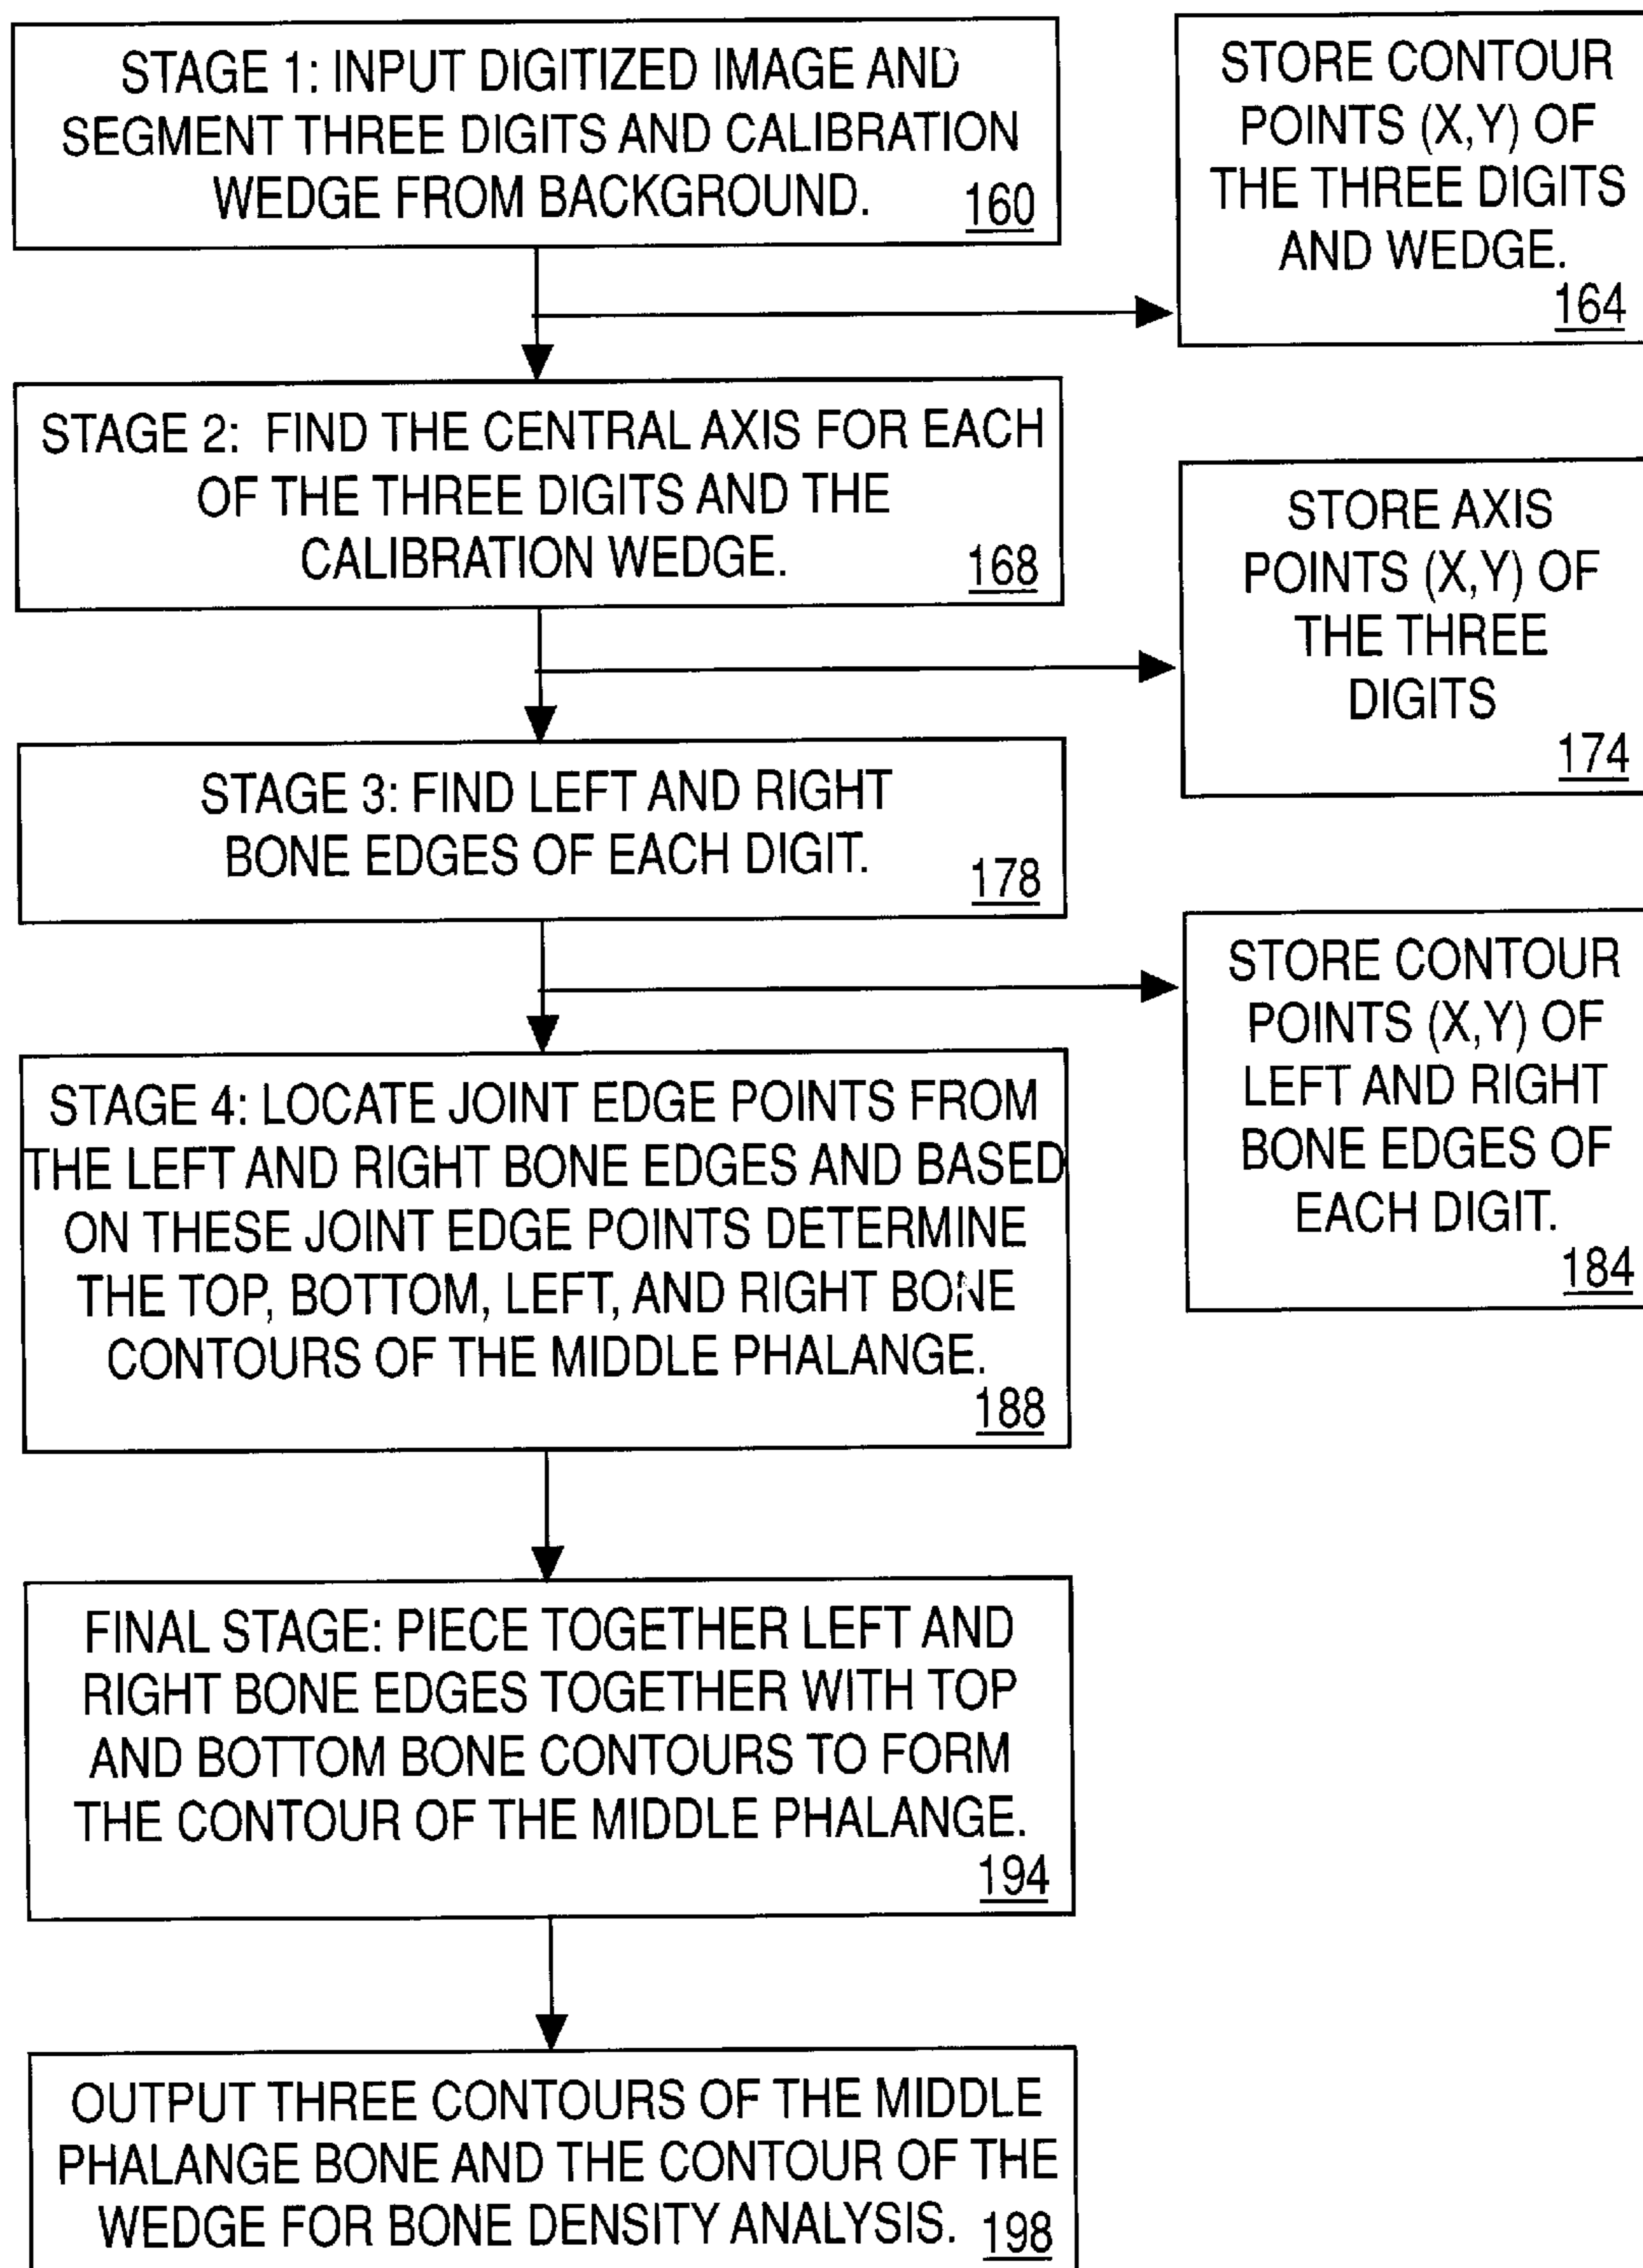 STAGE 1: INPUT DIGITIZED IMAGE AND
SEGMENT THREE DIGITS AND CALIBRATION
WEDGE FROM BACKGROUND.
160
STORE CONTOUR
POINTS (X,Y) OF
THE THREE DIGITS
AND WEDGE.
164
STAGE 2: FIND THE CENTRAL AXIS FOR EACH
OF THE THREE DIGITS AND THE
CALIBRATION WEDGE.
168
STORE AXIS
POINTS (X,Y) OF
THE THREE
DIGITS
174
STAGE 3: FIND LEFT AND RIGHT
BONE EDGES OF EACH DIGIT.
178
STORE CONTOUR
POINTS (X,Y) OF
LEFT AND RIGHT
BONE EDGES OF
EACH DIGIT.
184
STAGE 4: LOCATE JOINT EDGE POINTS FROM
THE LEFT AND RIGHT BONE EDGES AND BASED
ON THESE JOINT EDGE POINTS DETERMINE
THE TOP, BOTTOM, LEFT, AND RIGHT BONE
CONTOURS OF THE MIDDLE PHALANGE.
188
FINAL STAGE: PIECE TOGETHER LEFT AND
RIGHT BONE EDGES TOGETHER WITH TOP
AND BOTTOM BONE CONTOURS TO FORM
THE CONTOUR OF THE MIDDLE PHALANGE.
194
OUTPUT THREE CONTOURS OF THE MIDDLE
PHALANGE BONE AND THE CONTOUR OF THE
WEDGE FOR BONE DENSITY ANALYSIS.
198